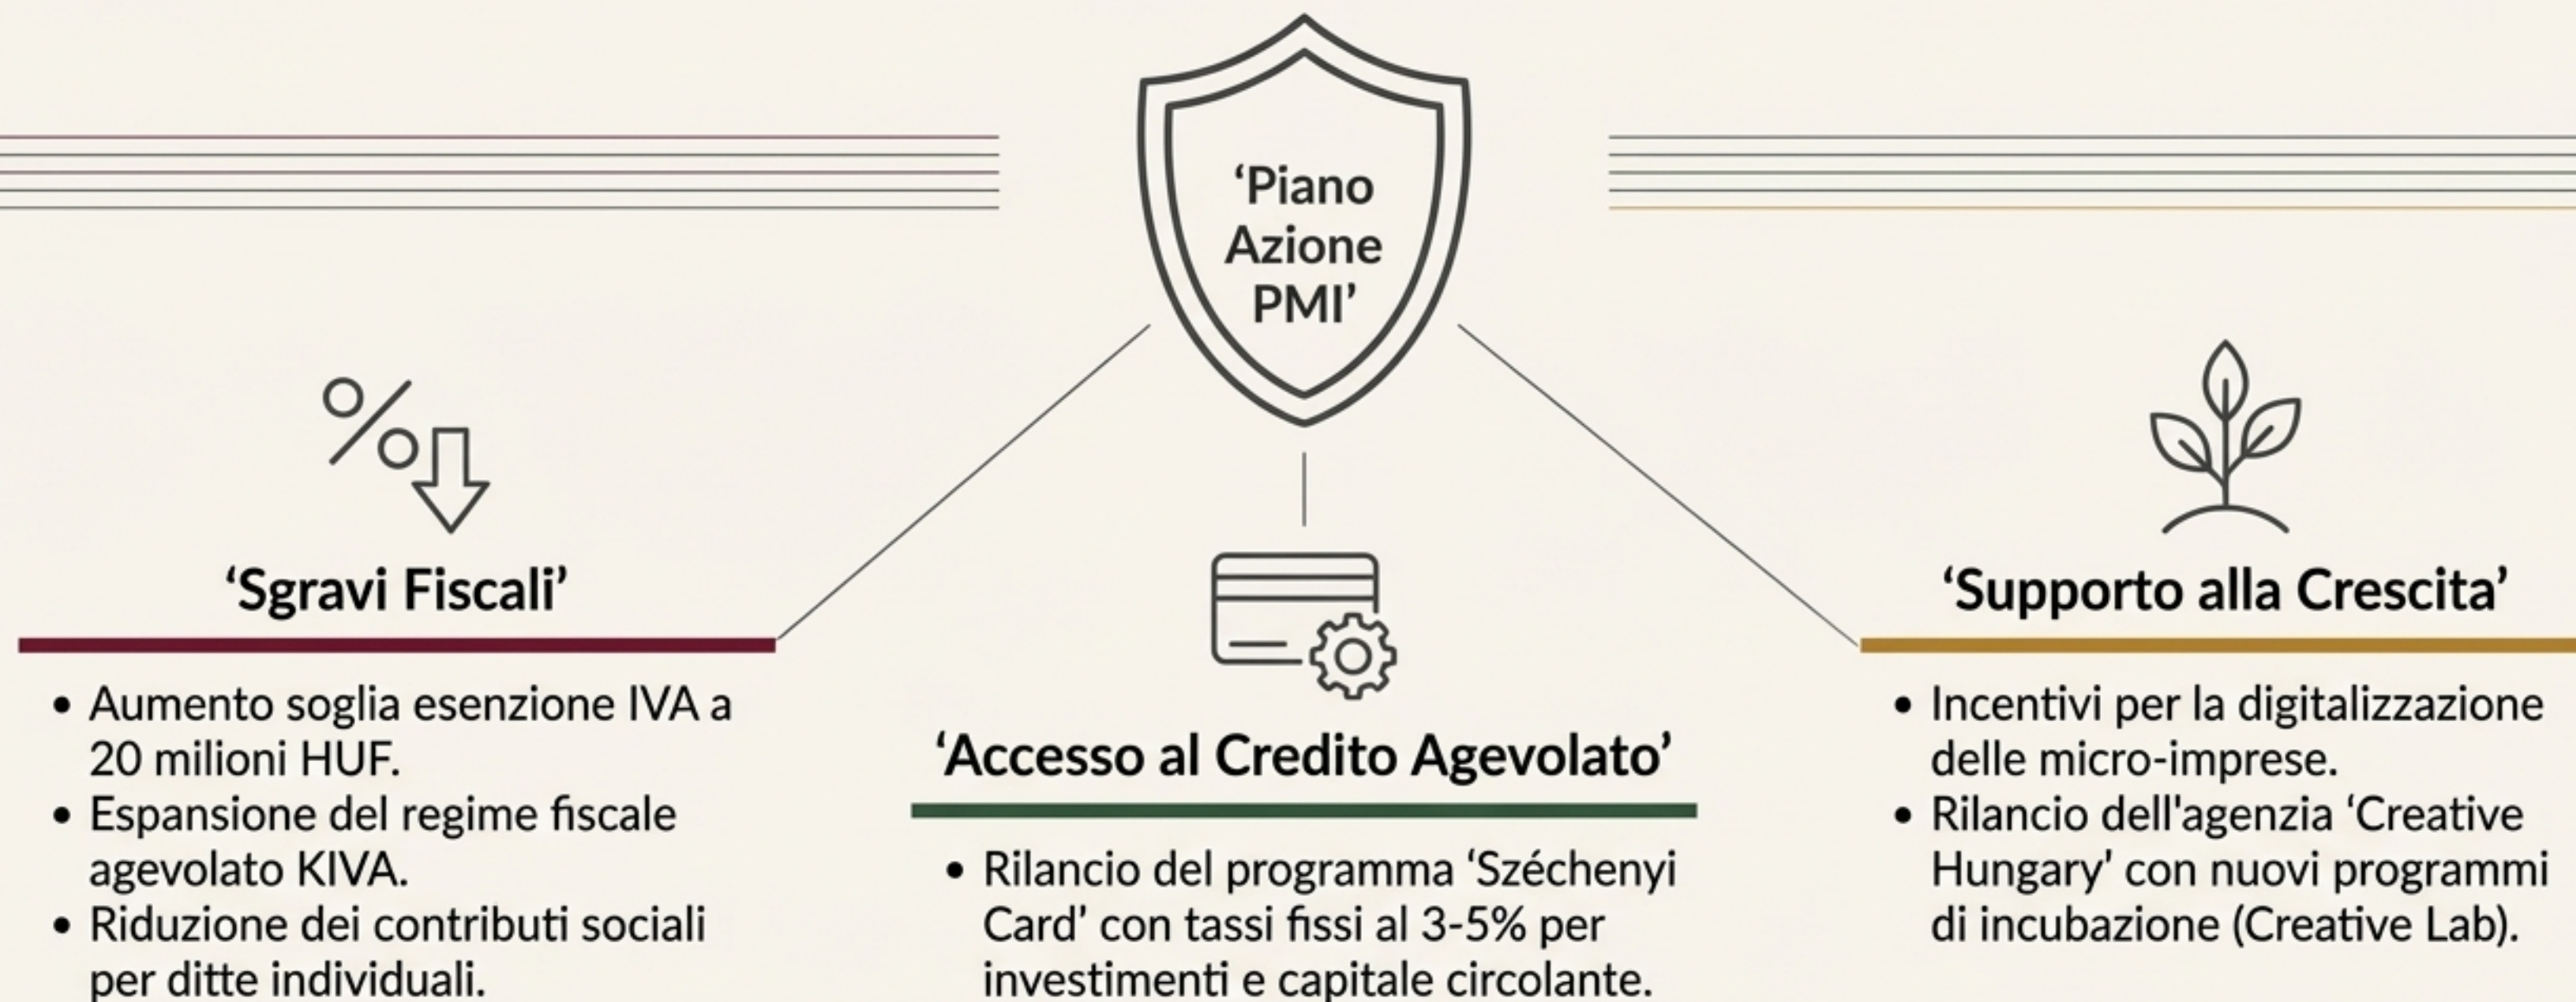 ‘Piano
Azione
PMI’
‘Sgravi Fiscali’
• Aumento soglia esenzione IVA a
20 milioni HUF.
• Espansione del regime fiscale
agevolato KIVA.
• Riduzione dei contributi sociali
per ditte individuali.
‘Accesso al Credito Agevolato’
• Rilancio del programma ‘Széchenyi
Card’ con tassi fissi al 3-5% per
investimenti e capitale circolante.
‘Supporto alla Crescita’
• Incentivi per la digitalizzazione
delle micro-imprese.
• Rilancio dell'agenzia ‘Creative
Hungary’ con nuovi programmi
di incubazione (Creative Lab).